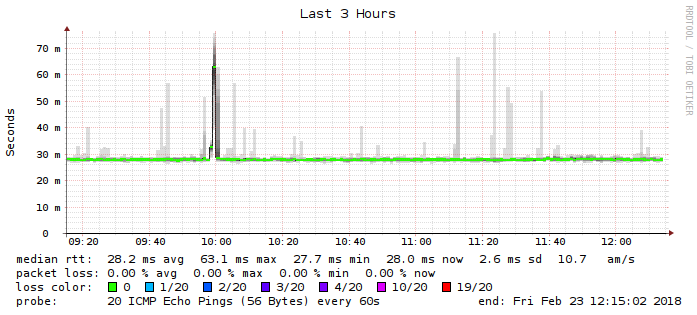 Last 3 Hours
RRDTOOL / TOBI OETIKER
Seconds
70 m
60 m
50 m
40 m
30 m
20 m
10 m
0
09:20 09:40 10:00 10:20 10:40 11:00 11:20 11:40 12:00
median rtt: 28.2 ms avg 63.1 ms max 27.7 ms min 28.0 ms now 2.6 ms sd 10.7 am/s
packet loss: 0.00 % avg 0.00 % max 0.00 % min 0.00 % now
loss color: 0 1/20 2/20 3/20 4/20 10/20 19/20
probe: 20 ICMP Echo Pings (56 Bytes) every 60s end: Fri Feb 23 12:15:02 2018